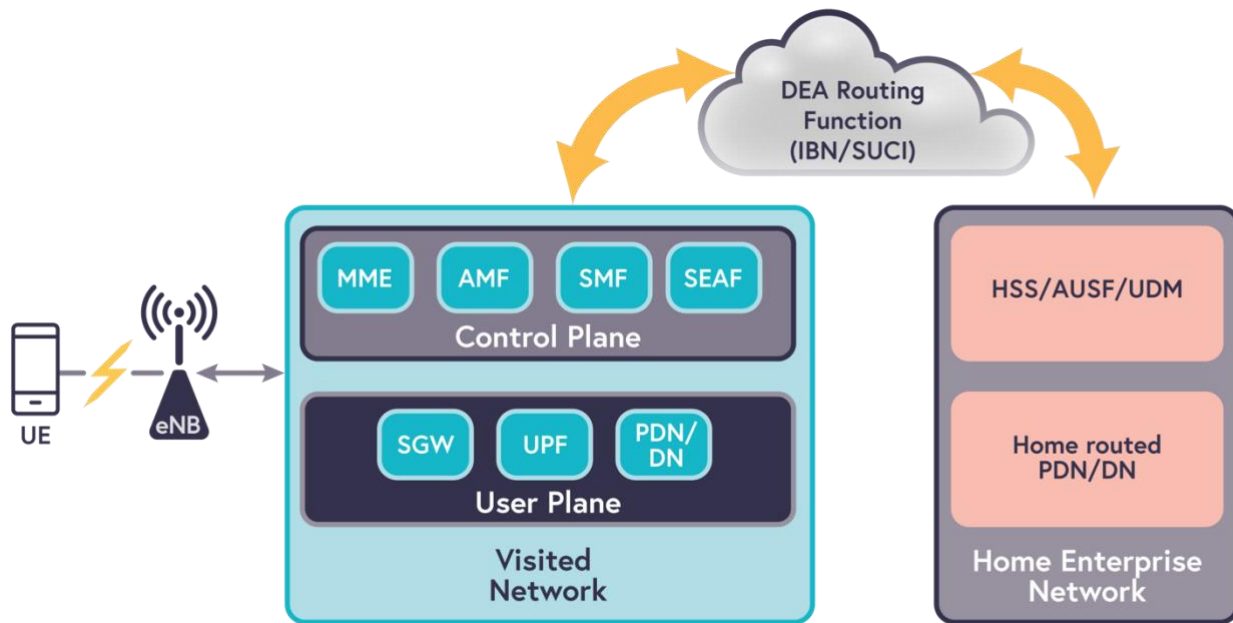 DEA Routing
Function
(IBN/SUCI)
MME
AMF
SMF
SEAF
Control Plane
HSS/AUSF/UDM
UE
eNB
SGW
UPF
PDN/
DN
User Plane
Home routed
PDN/DN
Visited
Network
Home Enterprise
Network